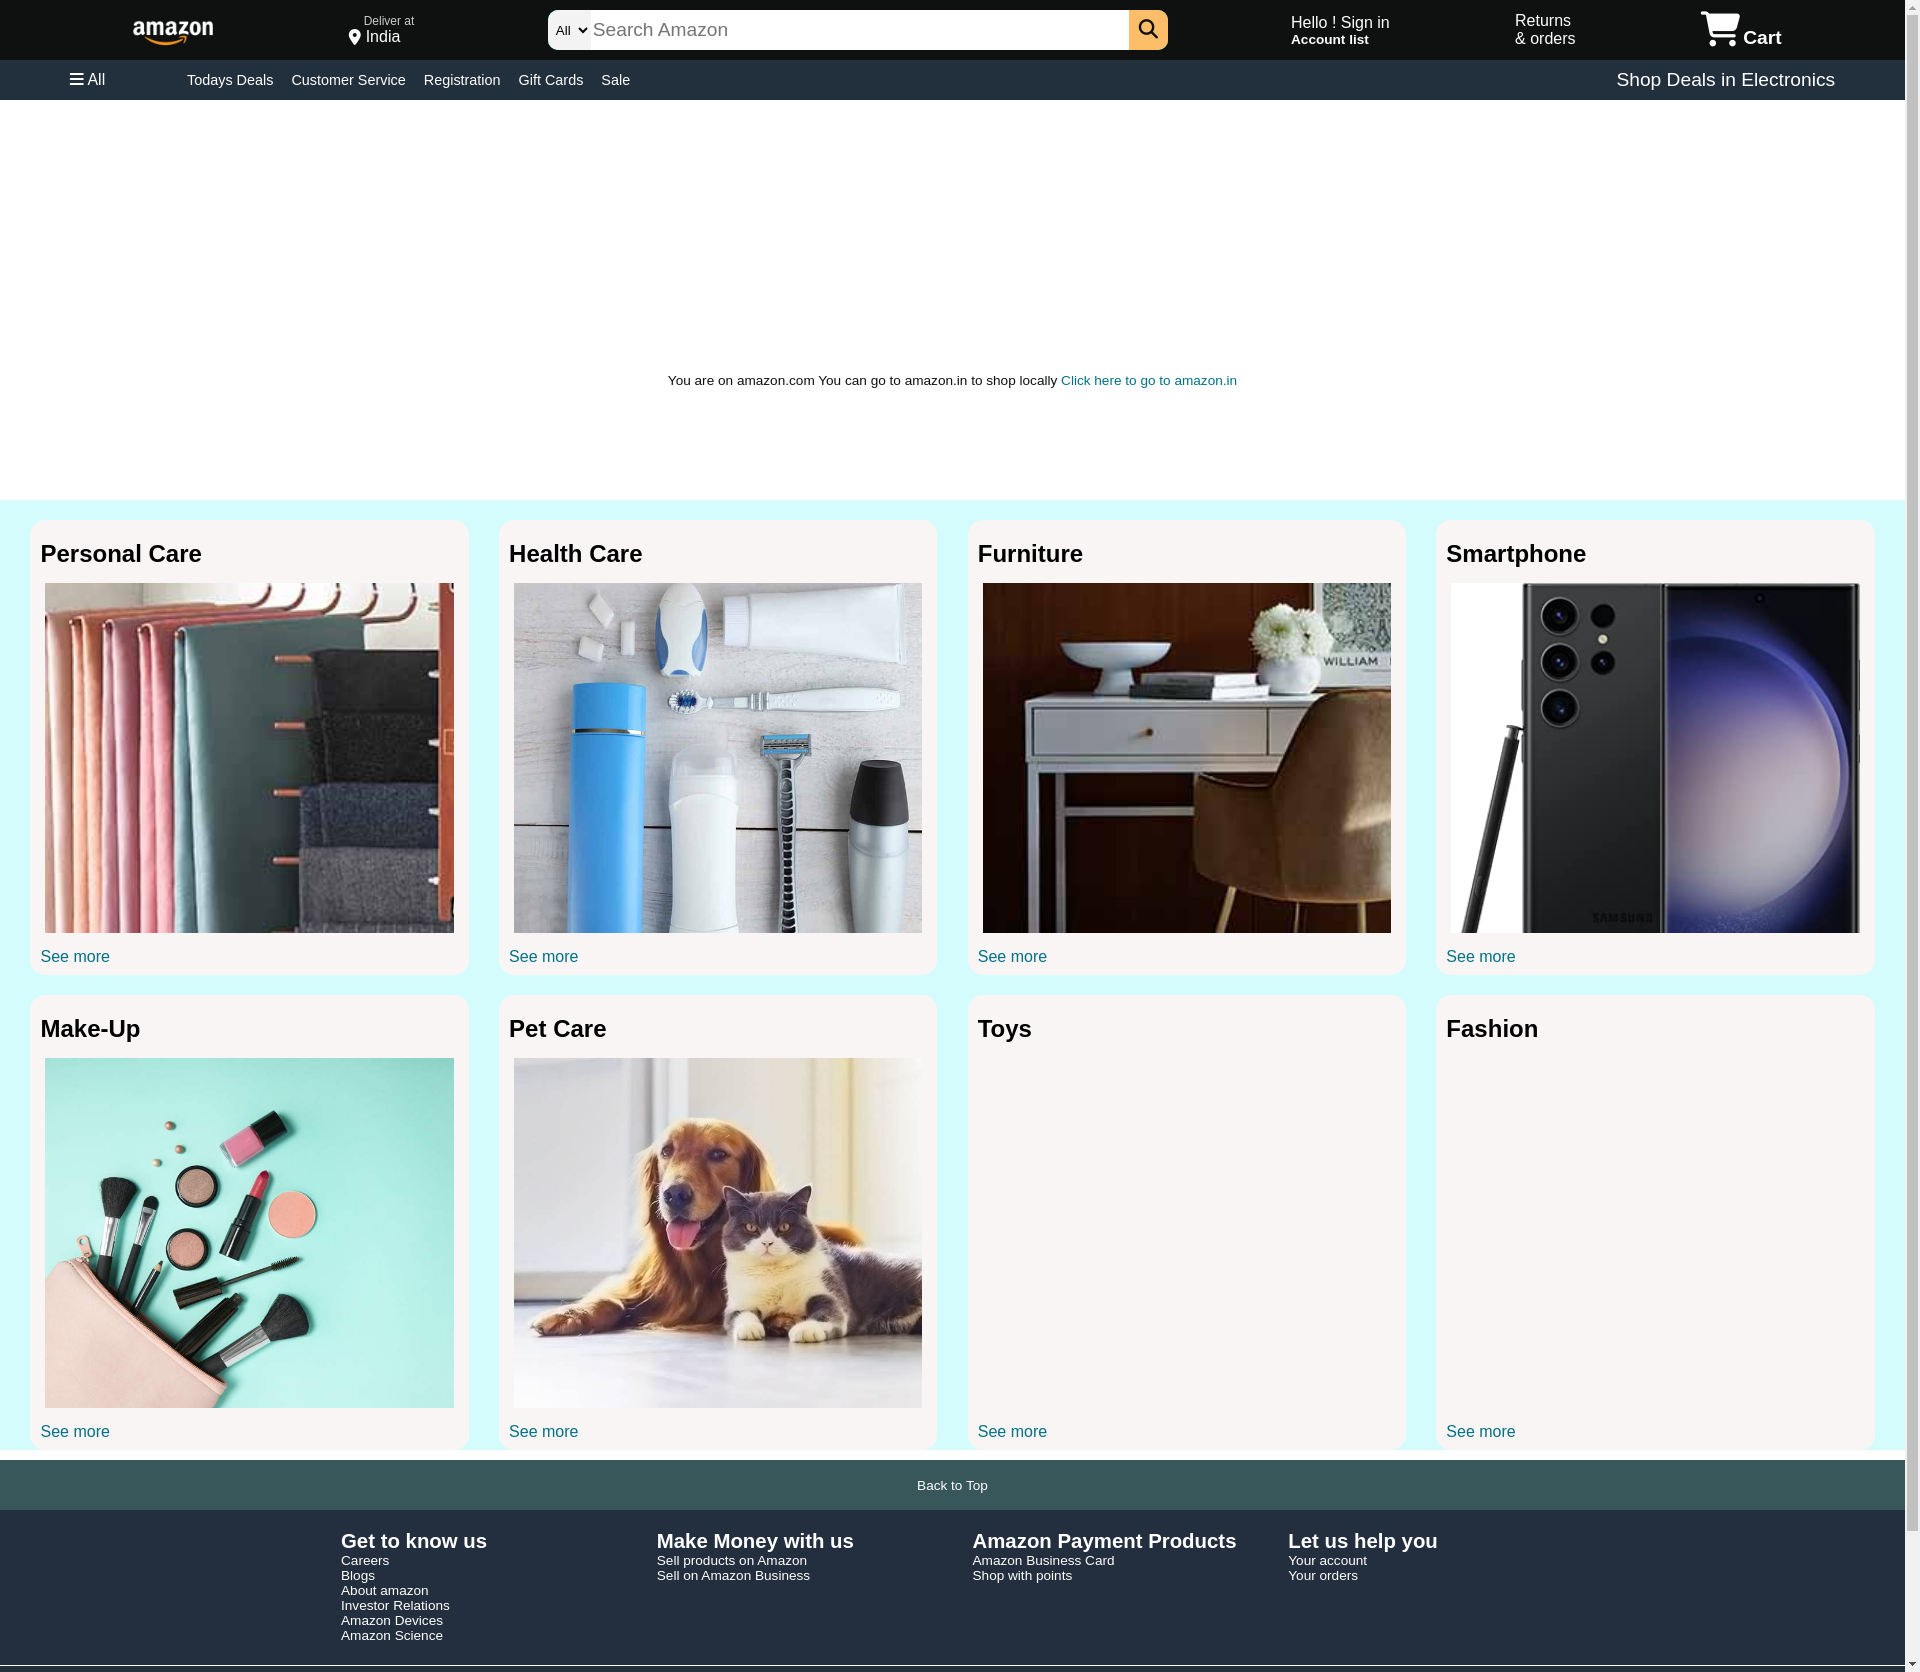 amazon
Deliver at
India
All
Search Amazon
Hello ! Sign in
Account list
Returns
& orders
Cart
All
Todays Deals
Customer Service
Registration
Gift Cards
Sale
Shop Deals in Electronics
You are on amazon.com You can go to amazon.in to shop locally Click here to go to amazon.in
Personal Care
Health Care
Furniture
Smartphone
WILLIAM
SAMSUNG
See more
See more
See more
See more
Make-Up
Pet Care
Toys
Fashion
See more
See more
See more
See more
Back to Top
Get to know us
Careers
Blogs
About amazon
Investor Relations
Amazon Devices
Amazon Science
Make Money with us
Sell products on Amazon
Sell on Amazon Business
Amazon Payment Products
Amazon Business Card
Shop with points
Let us help you
Your account
Your orders